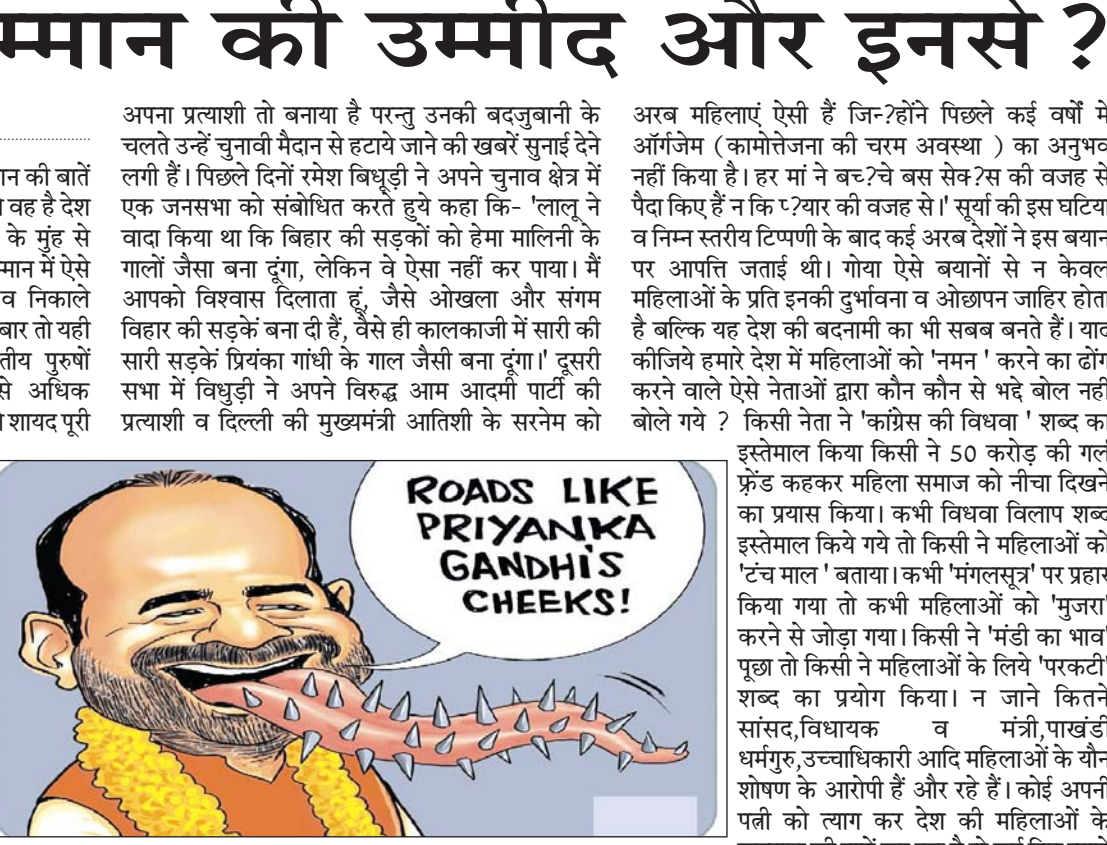 म्मान की उम्मीद और इनसे ?
ान की बातें
वह है देश
के मुंह से
म्मान में ऐसे
व निकाले
बार तो यही
तीय पुरुषों
से अधिक
शायद पूरी
अपना प्रत्याशी तो बनाया है परन्तु उनकी बदजुबानी के
चलते उन्हें चुनावी मैदान से हटाये जाने की खबरें सुनाई देने
लगी हैं। पिछले दिनों रमेश बिधूड़ी ने अपने चुनाव क्षेत्र में
एक जनसभा को संबोधित करते हुये कहा कि- 'लालू ने
वादा किया था कि बिहार की सड़कों को हेमा मालिनी के
गालों जैसा बना दूंगा, लेकिन वे ऐसा नहीं कर पाया। मैं
आपको विश्वास दिलाता हूं, जैसे ओखला और संगम
विहार की सड़कें बना दी हैं, वैसे ही कालकाजी में सारी की
सारी सड़कें प्रियंका गांधी के गाल जैसी बना दूंगा।' दूसरी
सभा में विधुड़ी ने अपने विरुद्ध आम आदमी पार्टी की
प्रत्याशी व दिल्ली की मुख्यमंत्री आतिशी के सरनेम को
ROADS LIKE
PRIYANKA
GANDHI'S
CHEEKS!
अरब महिलाएं ऐसी हैं जिन्?होंने पिछले कई वर्षों में
ऑर्गजेम (कामोत्तेजना की चरम अवस्था ) का अनुभव
नहीं किया है। हर मां ने बच्?चे बस सेक्?स की वजह से
पैदा किए हैं न कि प्?यार की वजह से।' सूर्या की इस घटिया
व निम्न स्तरीय टिप्पणी के बाद कई अरब देशों ने इस बयान
पर आपत्ति जताई थी। गोया ऐसे बयानों से न केवल
महिलाओं के प्रति इनकी दुर्भावना व ओछापन जाहिर होता
है बल्कि यह देश की बदनामी का भी सबब बनते हैं। याद
कीजिये हमारे देश में महिलाओं को 'नमन ' करने का ढोंग
करने वाले ऐसे नेताओं द्वारा कौन कौन से भद्दे बोल नहीं
बोले गये ? किसी नेता ने 'कांग्रेस की विधवा ' शब्द का
इस्तेमाल किया किसी ने 50 करोड़ की गर्ल
फ़्रेंड कहकर महिला समाज को नीचा दिखने
का प्रयास किया। कभी विधवा विलाप शब्द
इस्तेमाल किये गये तो किसी ने महिलाओं को
'टंच माल ' बताया। कभी 'मंगलसूत्र' पर प्रहार
किया गया तो कभी महिलाओं को 'मुजरा'
करने से जोड़ा गया। किसी ने 'मंडी का भाव'
पूछा तो किसी ने महिलाओं के लिये 'परकटी'
शब्द का प्रयोग किया। न जाने कितने
सांसद,विधायक व मंत्री,पाखंडी
धर्मगुरु,उच्चाधिकारी आदि महिलाओं के यौन
शोषण के आरोपी हैं और रहे हैं। कोई अपनी
पत्नी को त्याग कर देश की महिलाओं के